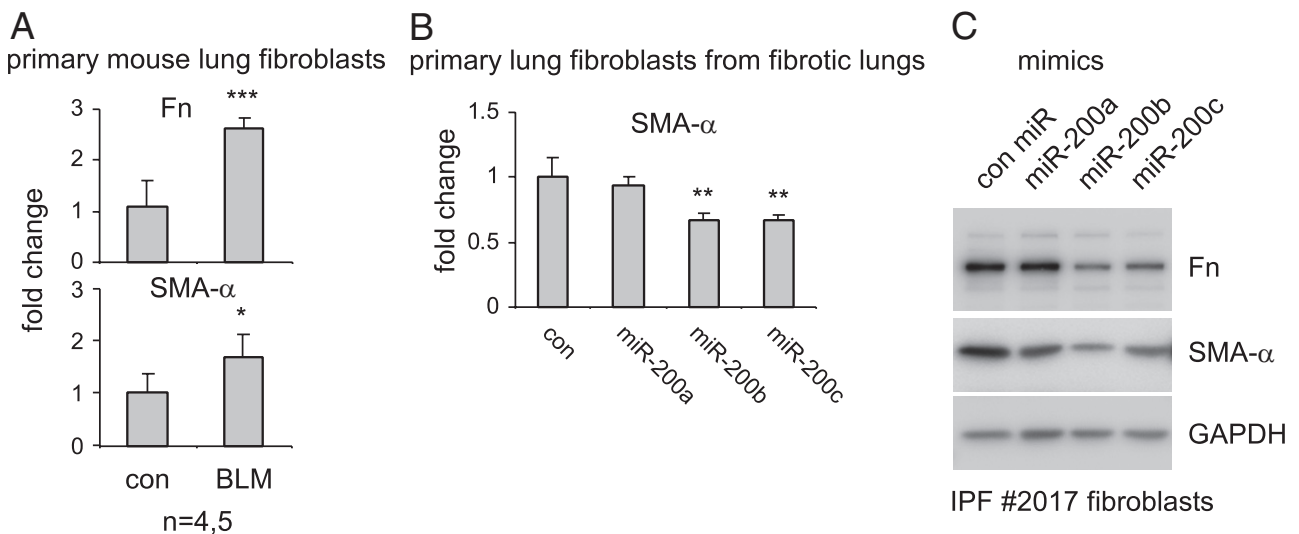 A
primary mouse lung fibroblasts
fold change
Fn
***
3
2
1
0
SMA-α
*
3
2
1
0
con BLM
n=4,5
B
primary lung fibroblasts from fibrotic lungs
fold change
SMA-α
1.5
1
0.5
0
** **
con miR-200a miR-200b miR-200c
C
mimics
con miR miR-200a miR-200b miR-200c
Fn
SMA-α
GAPDH
IPF #2017 fibroblasts